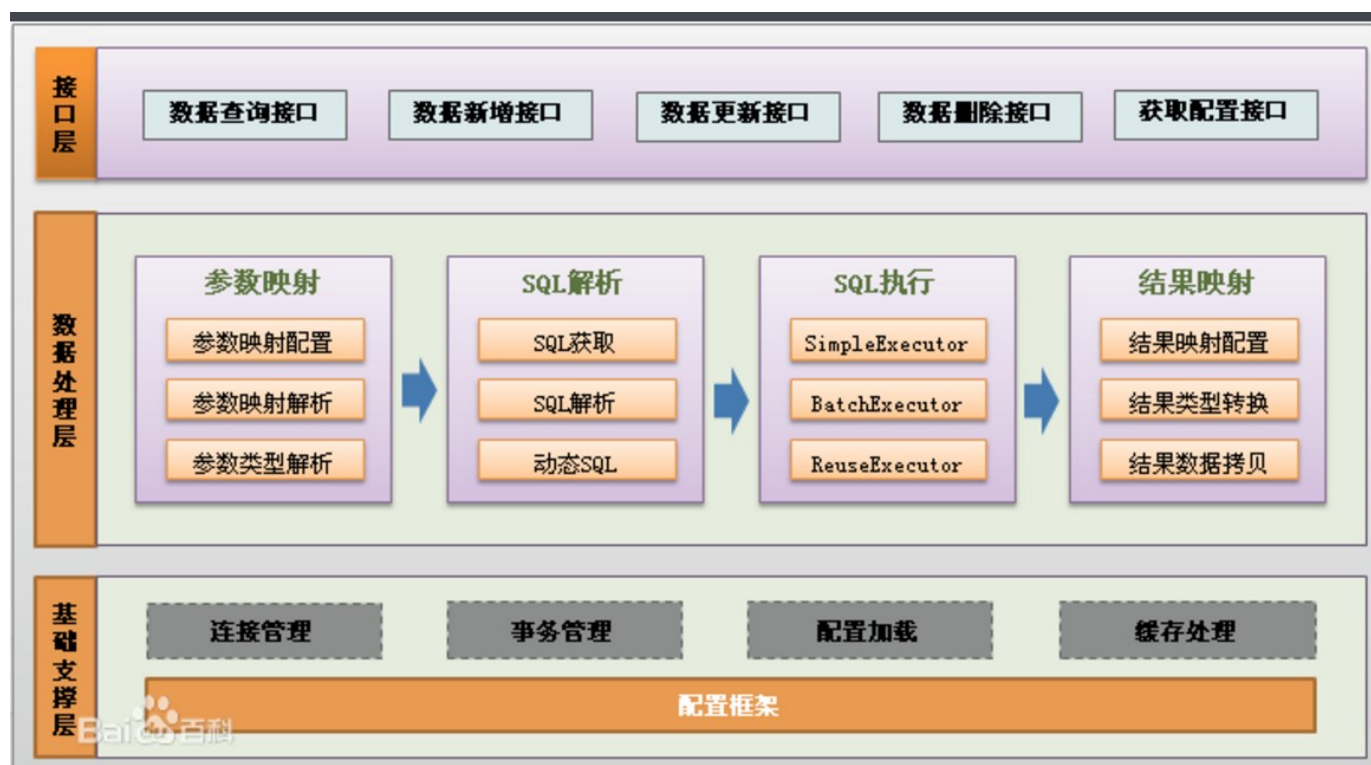 接口层
数据查询接口
数据新增接口
数据更新接口
数据删除接口
获取配置接口
数据处理层
参数映射
参数映射配置
参数映射解析
参数类型解析
SQL解析
SQL获取
SQL解析
动态SQL
SQL执行
SimpleExecutor
BatchExecutor
ReuseExecutor
结果映射
结果映射配置
结果类型转换
结果数据拷贝
基础支撑层
连接管理
事务管理
配置加载
缓存处理
配置框架
Bai百科